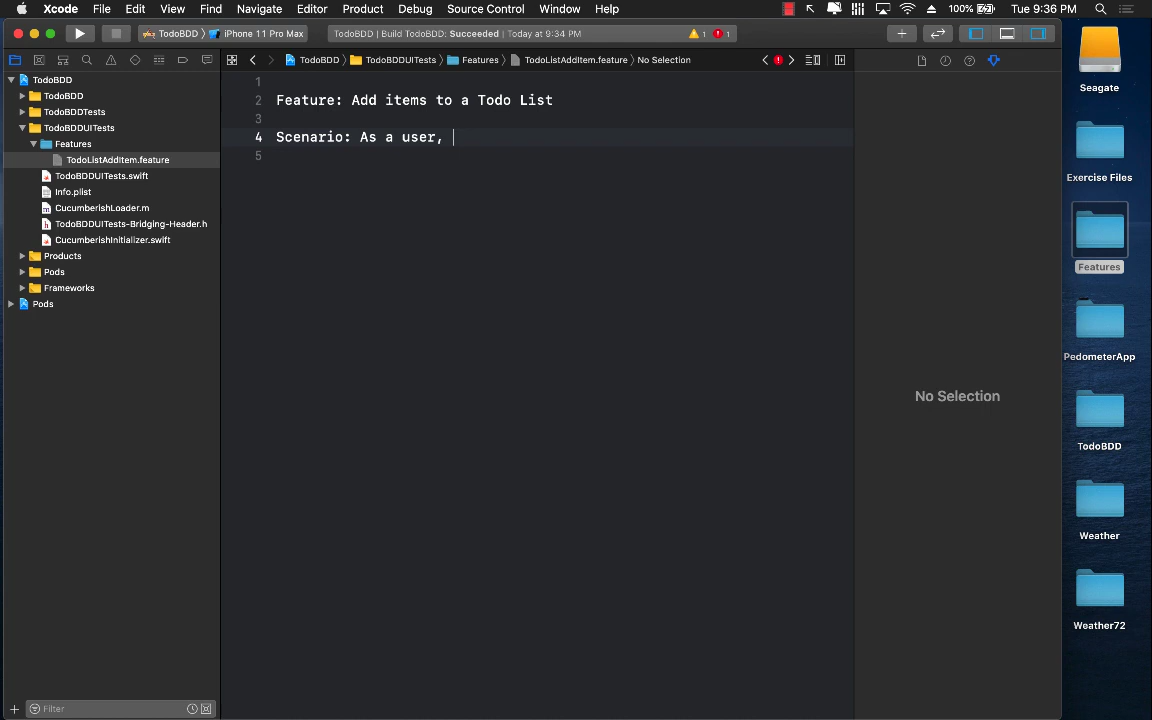 Xcode File Edit View Find Navigate Editor Product Debug Source Control Window Help 100% Tue 9:36 PM
TodoBDD 〉 iPhone 11 Pro Max
TodoBDD | Build TodoBDD: Succeeded | Today at 9:34 PM
1 1
TodoBDD 〉 TodoBDDUITests 〉 Features 〉 TodoListAddItem.feature 〉 No Selection
TodoBDD
TodoBDD
TodoBDDTests
TodoBDDUITests
Features
TodoListAddItem.feature
TodoBDDUITests.swift
Info.plist
CucumberishLoader.m
TodoBDDUITests-Bridging-Header.h
CucumberishInitializer.swift
Products
Pods
Frameworks
Pods
Filter
1
2 Feature: Add items to a Todo List
3
4 Scenario: As a user,
5
No Selection
Seagate
Exercise Files
Features
PedometerApp
TodoBDD
Weather
Weather72